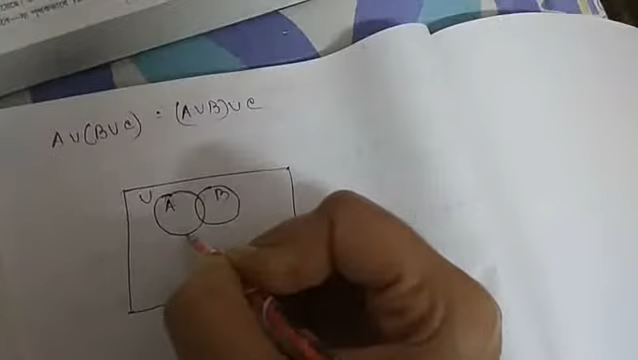 A ∪ (B ∪ C) = (A ∪ B) ∪ C
U A B